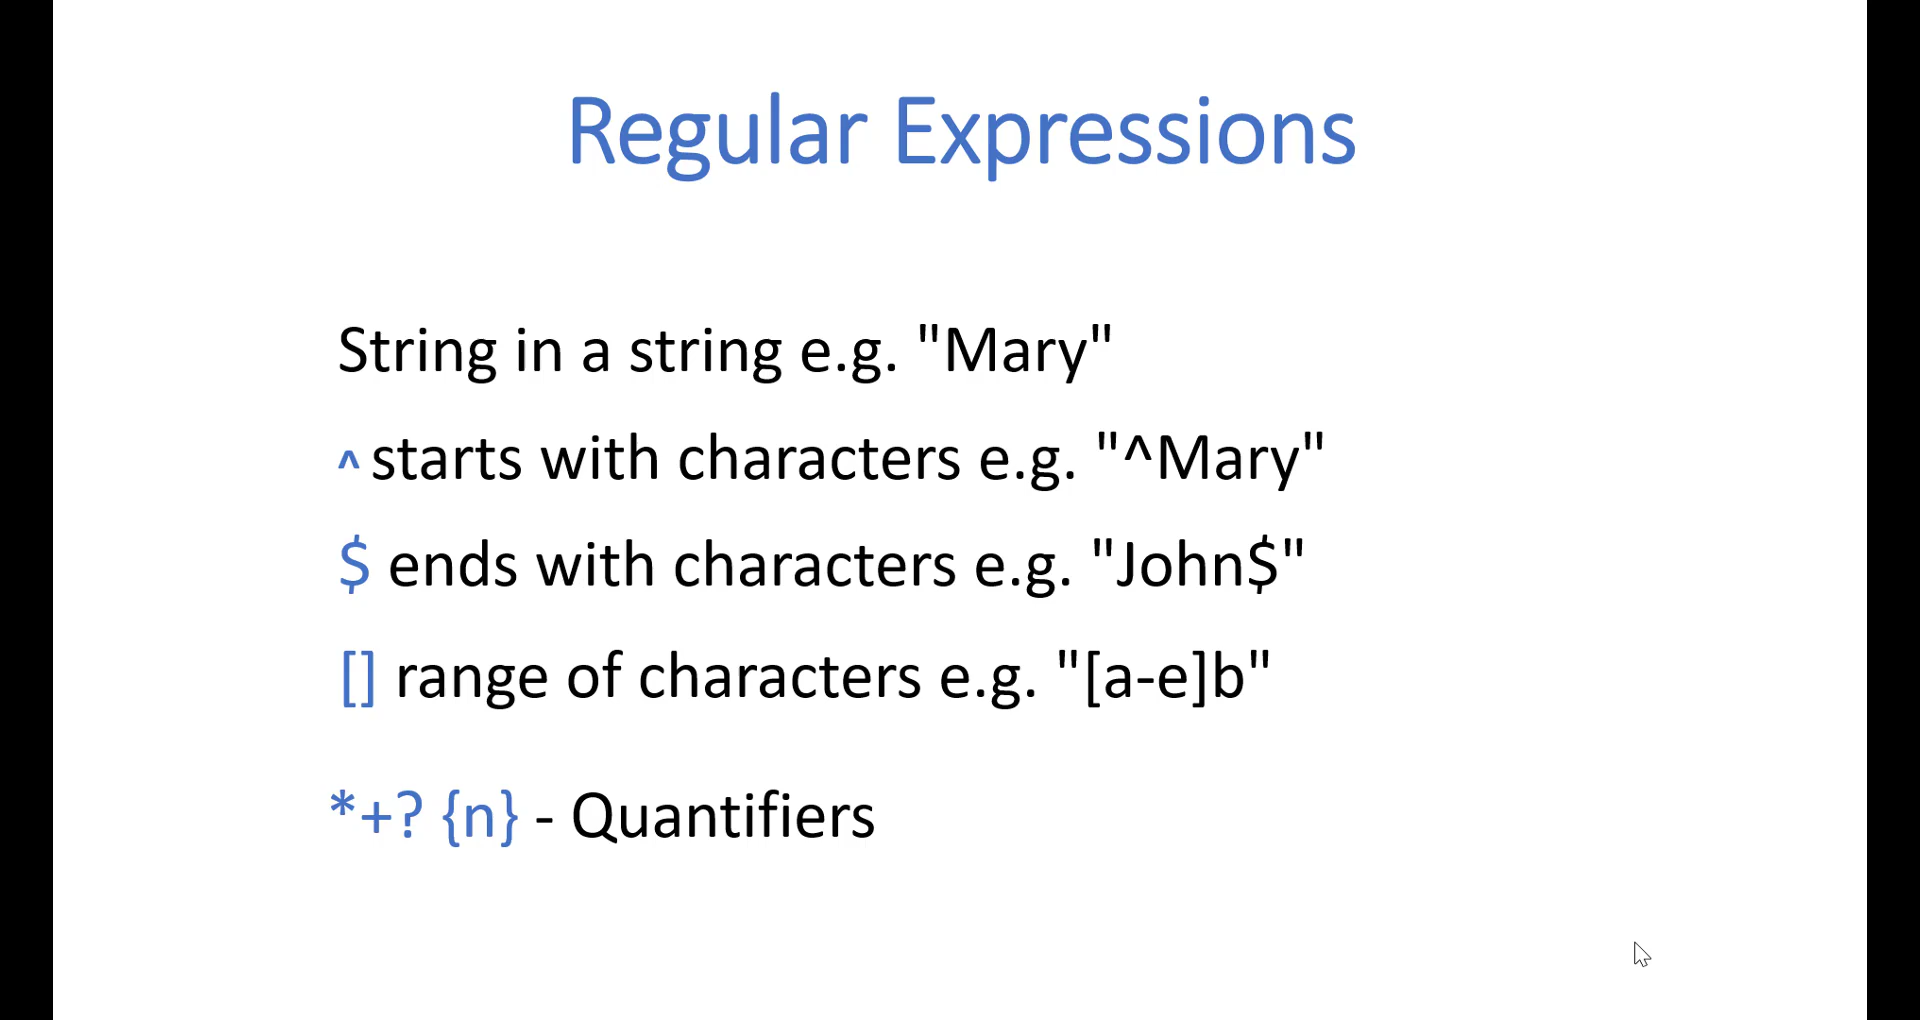 Regular Expressions
String in a string e.g. "Mary"
^ starts with characters e.g. "^Mary"
$ ends with characters e.g. "John$"
[] range of characters e.g. "[a-e]b"
*+? {n} - Quantifiers